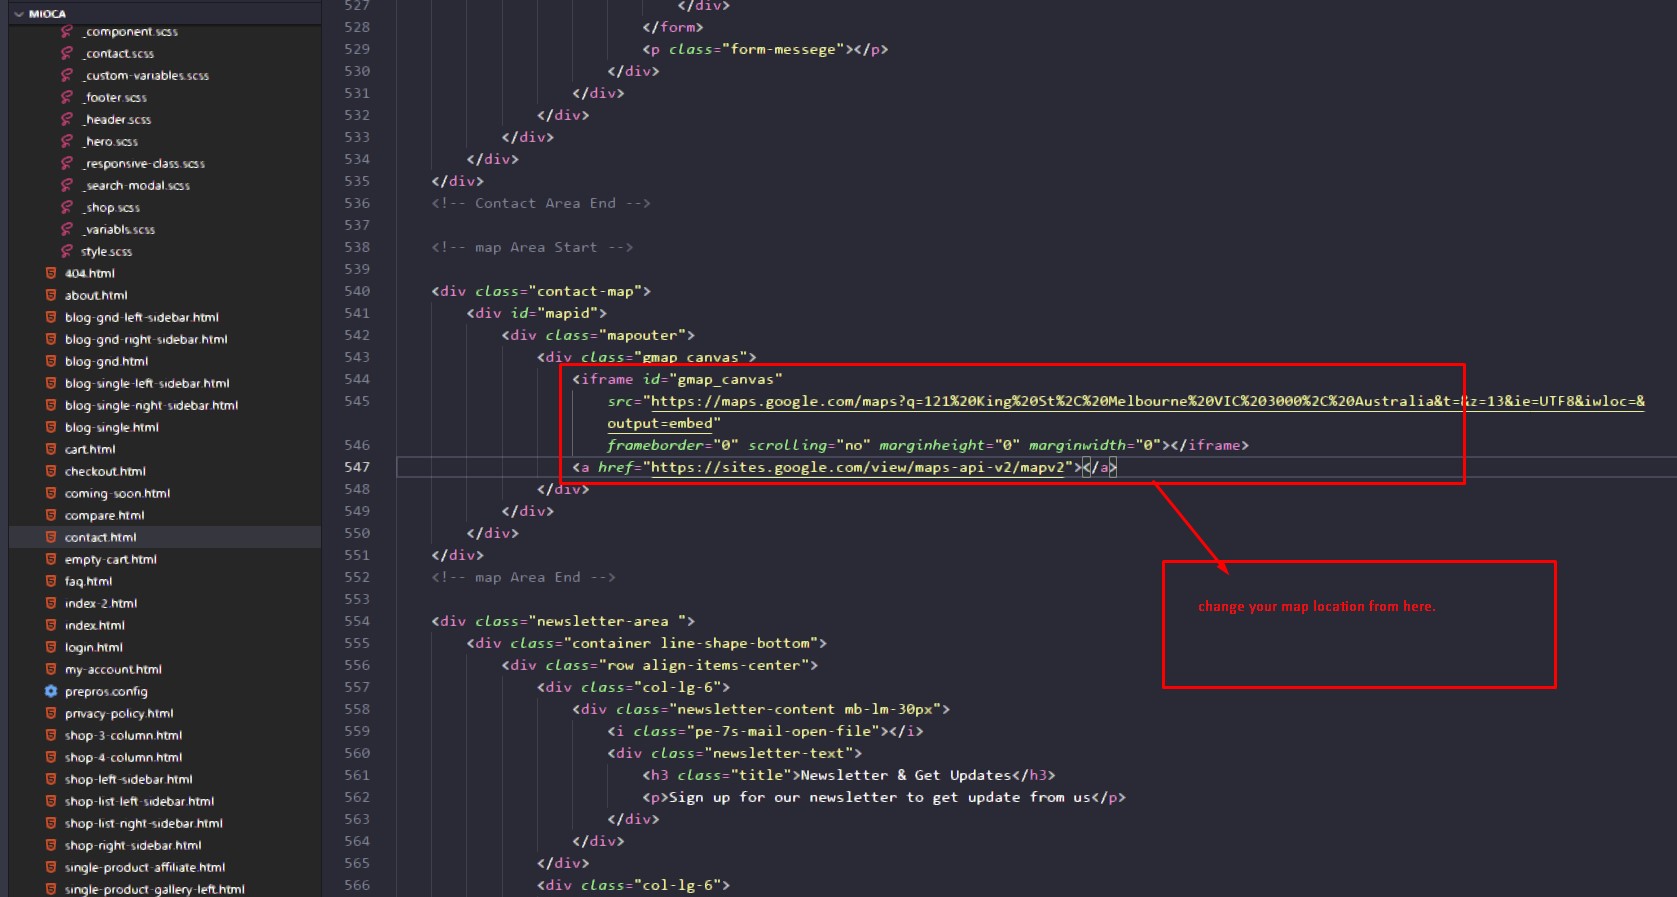 MIOCA
_component.scss
_contact.scss
_custom-variables.scss
_footer.scss
_header.scss
_hero.scss
_responsive-class.scss
_search-modal.scss
_shop.scss
_variabls.scss
style.scss
404.html
about.html
blog-grid-left-sidebar.html
blog-grid-right-sidebar.html
blog-grid.html
blog-single-left-sidebar.html
blog-single-right-sidebar.html
blog-single.html
cart.html
checkout.html
coming-soon.html
compare.html
contact.html
empty-cart.html
faq.html
index-2.html
index.html
login.html
my-account.html
prepros.config
privacy-policy.html
shop-3-column.html
shop-4-column.html
shop-left-sidebar.html
shop-list-left-sidebar.html
shop-list-right-sidebar.html
shop-right-sidebar.html
single-product-affiliate.html
single-product-gallery-left.html
527 </div>
528 </form>
529 <p class="form-messege"></p>
530 </div>
531 </div>
532 </div>
533 </div>
534 </div>
535 </div>
536 <!-- Contact Area End -->
537
538 <!-- map Area Start -->
539
540 <div class="contact-map">
541 <div id="mapid">
542 <div class="mapouter">
543 <div class="gmap_canvas">
544 <iframe id="gmap_canvas"
545 src="https://maps.google.com/maps?q=121%20King%20St%2C%20Melbourne%20VIC%203000%2C%20Australia&t=&z=13&ie=UTF8&iwloc=&
output=embed"
546 frameborder="0" scrolling="no" marginheight="0" marginwidth="0"></iframe>
547 <a href="https://sites.google.com/view/maps-api-v2/mapv2"></a>
548 </div>
549 </div>
550 </div>
551 </div>
552 <!-- map Area End -->
553
554 <div class="newsletter-area ">
555 <div class="container line-shape-bottom">
556 <div class="row align-items-center">
557 <div class="col-lg-6">
558 <div class="newsletter-content mb-lm-30px">
559 <i class="pe-7s-mail-open-file"></i>
560 <div class="newsletter-text">
561 <h3 class="title">Newsletter & Get Updates</h3>
562 <p>Sign up for our newsletter to get update from us</p>
563 </div>
564 </div>
565 </div>
566 <div class="col-lg-6">
change your map location from here.